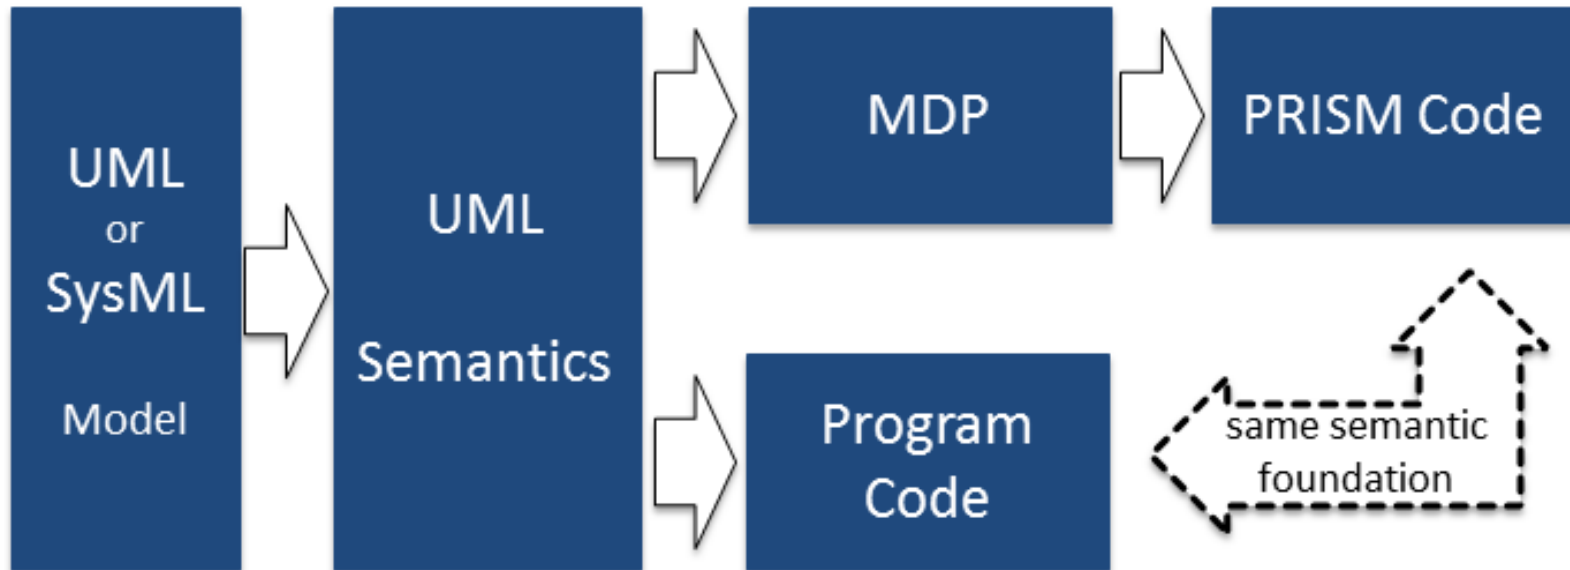 UML
or
SysML
Model
UML
Semantics
MDP
PRISM Code
Program
Code
same semantic
foundation